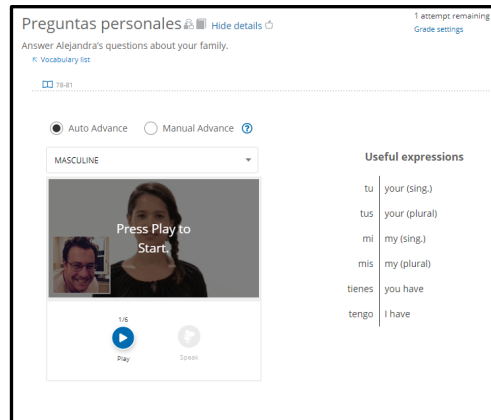 Preguntas personales Hide details
1 attempt remaining
Grade settings
Answer Alejandra's questions about your family.
Vocabulary list
78-81
Auto Advance Manual Advance ?
MASCULINE
Press Play to
Start.
1/6
Play Speak
Useful expressions
tu your (sing.)
tus your (plural)
mi my (sing.)
mis my (plural)
tienes you have
tengo I have